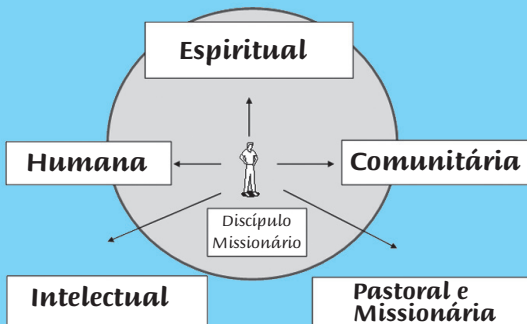 Espiritual
Humana
Comunitária
Discípulo
Missionário
Intelectual
Pastoral e
Missionária